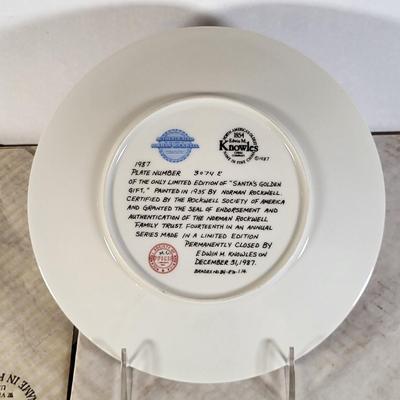 1854
Edwin M.
Knowles
©1987
1987
PLATE NUMBER 3074 E
OF THE ONLY LIMITED EDITION OF "SANTA'S GOLDEN
GIFT," PAINTED IN 1935 BY NORMAN ROCKWELL.
CERTIFIED BY THE ROCKWELL SOCIETY OF AMERICA
AND GRANTED THE SEAL OF ENDORSEMENT AND
AUTHENTICATION OF THE NORMAN ROCKWELL
FAMILY TRUST. FOURTEENTH IN AN ANNUAL
SERIES MADE IN A LIMITED EDITION
PERMANENTLY CLOSED BY
EDWIN M. KNOWLES ON
DECEMBER 31, 1987.